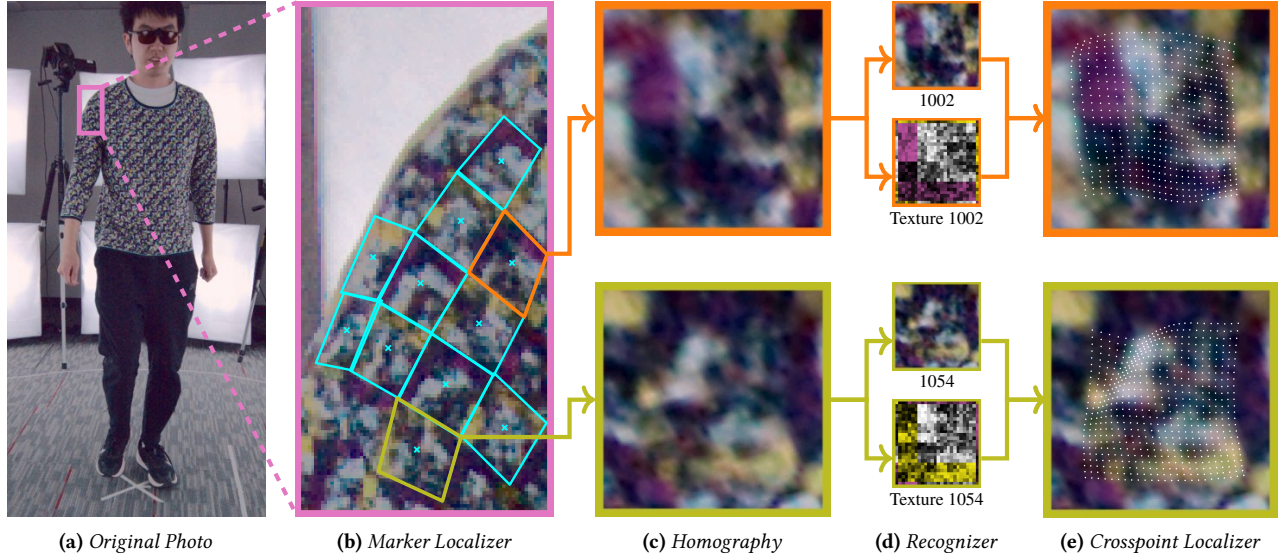 1002
Texture 1002
1054
Texture 1054
(a) Original Photo
(b) Marker Localizer
(c) Homography
(d) Recognizer
(e) Crosspoint Localizer